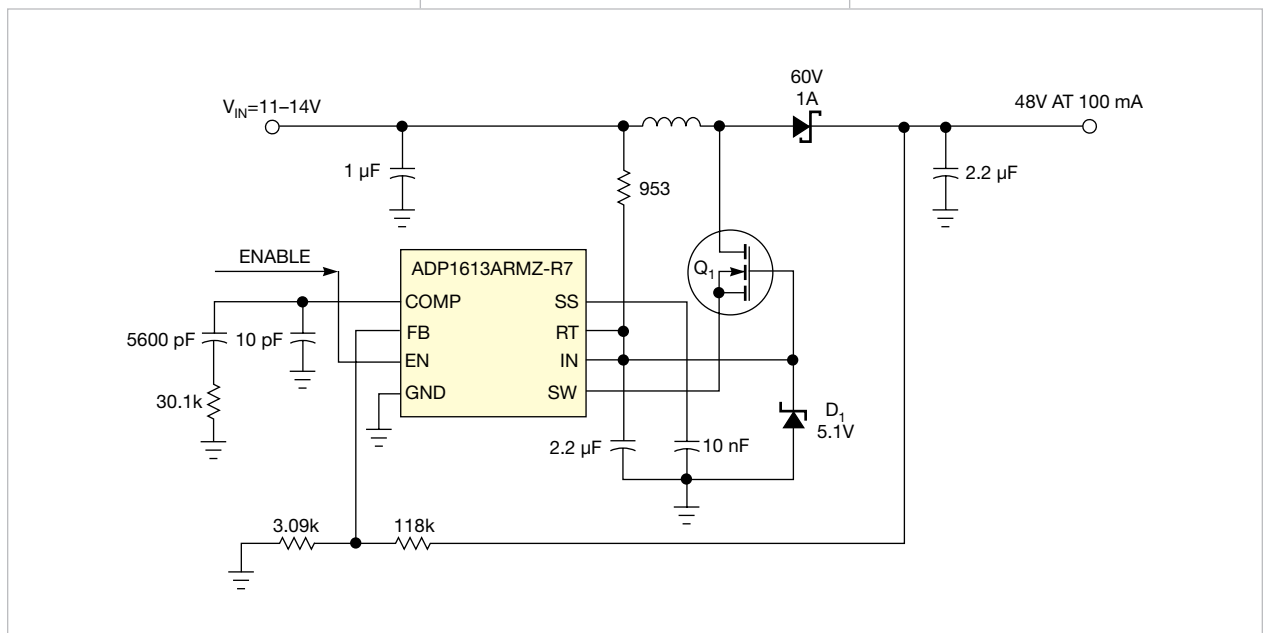 60V
1A
48V AT 100 mA
V_IN=11–14V
1 µF
2.2 µF
953
ENABLE
ADP1613ARMZ-R7
Q1
COMP
SS
5600 pF
10 pF
FB
RT
EN
IN
GND
SW
30.1k
D1
5.1V
2.2 µF
10 nF
3.09k
118k